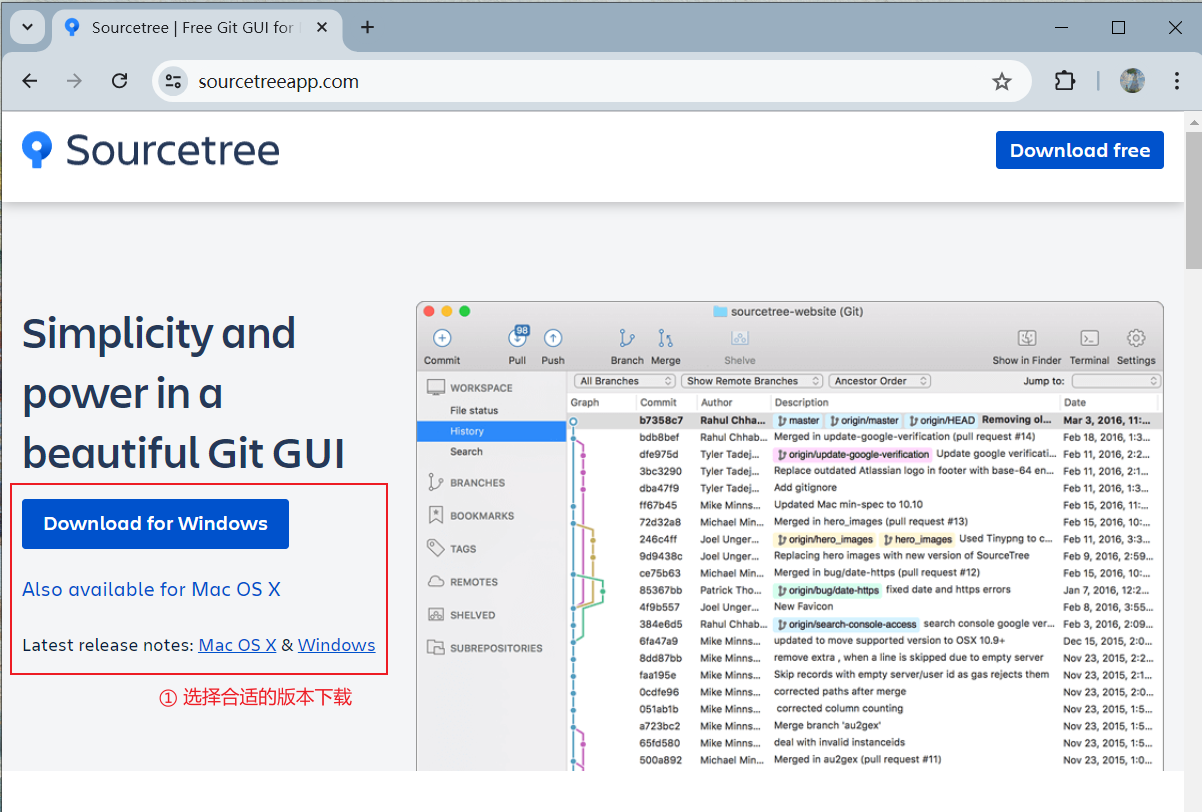 Sourcetree | Free Git GUI for
sourcetreeapp.com
Sourcetree
Download free
Simplicity and
power in a
beautiful Git GUI
Download for Windows
Also available for Mac OS X
Latest release notes: Mac OS X & Windows
① 选择合适的版本下载
sourcetree-website (Git)
98
Commit Pull Push Branch Merge Shelve Show in Finder Terminal Settings
All Branches Show Remote Branches Ancestor Order Jump to:
WORKSPACE
File status
History
Search
BRANCHES
BOOKMARKS
TAGS
REMOTES
SHELVED
SUBREPOSITORIES
Graph Commit Author Description Date
b7358c7 Rahul Chha... master origin/master origin/HEAD Removing ol... Mar 3, 2016, 11:...
bdb8bef Rahul Chhab... Merged in update-google-verification (pull request #14) Feb 18, 2016, 1:3...
dfe975d Tyler Tadej... origin/update-google-verification Update google verificati... Feb 11, 2016, 2:2...
3bc3290 Tyler Tadej... Replace outdated Atlassian logo in footer with base-64 en... Feb 11, 2016, 2:1...
dba47f9 Tyler Tadej... Add gitignore Feb 11, 2016, 1:3...
ff67b45 Mike Minns... Updated Mac min-spec to 10.10 Feb 15, 2016, 11:...
72d32a8 Michael Min... Merged in hero_images (pull request #13) Feb 15, 2016, 10:...
246c4ff Joel Unger... origin/hero_images hero_images Used Tinypng to c... Feb 11, 2016, 3:3...
9d9438c Joel Unger... Replacing hero images with new version of SourceTree Feb 9, 2016, 2:59...
ce75b63 Michael Min... Merged in bug/date-https (pull request #12) Feb 15, 2016, 10:...
85367bb Patrick Tho... origin/bug/date-https fixed date and https errors Jan 7, 2016, 12:2...
4f9b557 Joel Unger... New Favicon Feb 8, 2016, 3:55...
384e6d5 Rahul Chhab... origin/search-console-access search console google ver... Feb 3, 2016, 2:09...
6fa47a9 Mike Minns... updated to move supported version to OSX 10.9+ Dec 15, 2015, 2:0...
8dd87bb Mike Minns... remove extra , when a line is skipped due to empty server Nov 23, 2015, 2:2...
faa195e Mike Minns... Skip records with empty server/user id as gas rejects them Nov 23, 2015, 2:1...
0cdfe96 Mike Minns... corrected paths after merge Nov 23, 2015, 2:0...
051ab1b Mike Minns... corrected column counting Nov 23, 2015, 1:5...
a723bc2 Mike Minns... Merge branch 'au2gex' Nov 23, 2015, 1:5...
65fd580 Mike Minns... deal with invalid instanceids Nov 23, 2015, 1:5...
500a892 Michael Min... Merged in au2gex (pull request #11) Nov 23, 2015, 1:5...